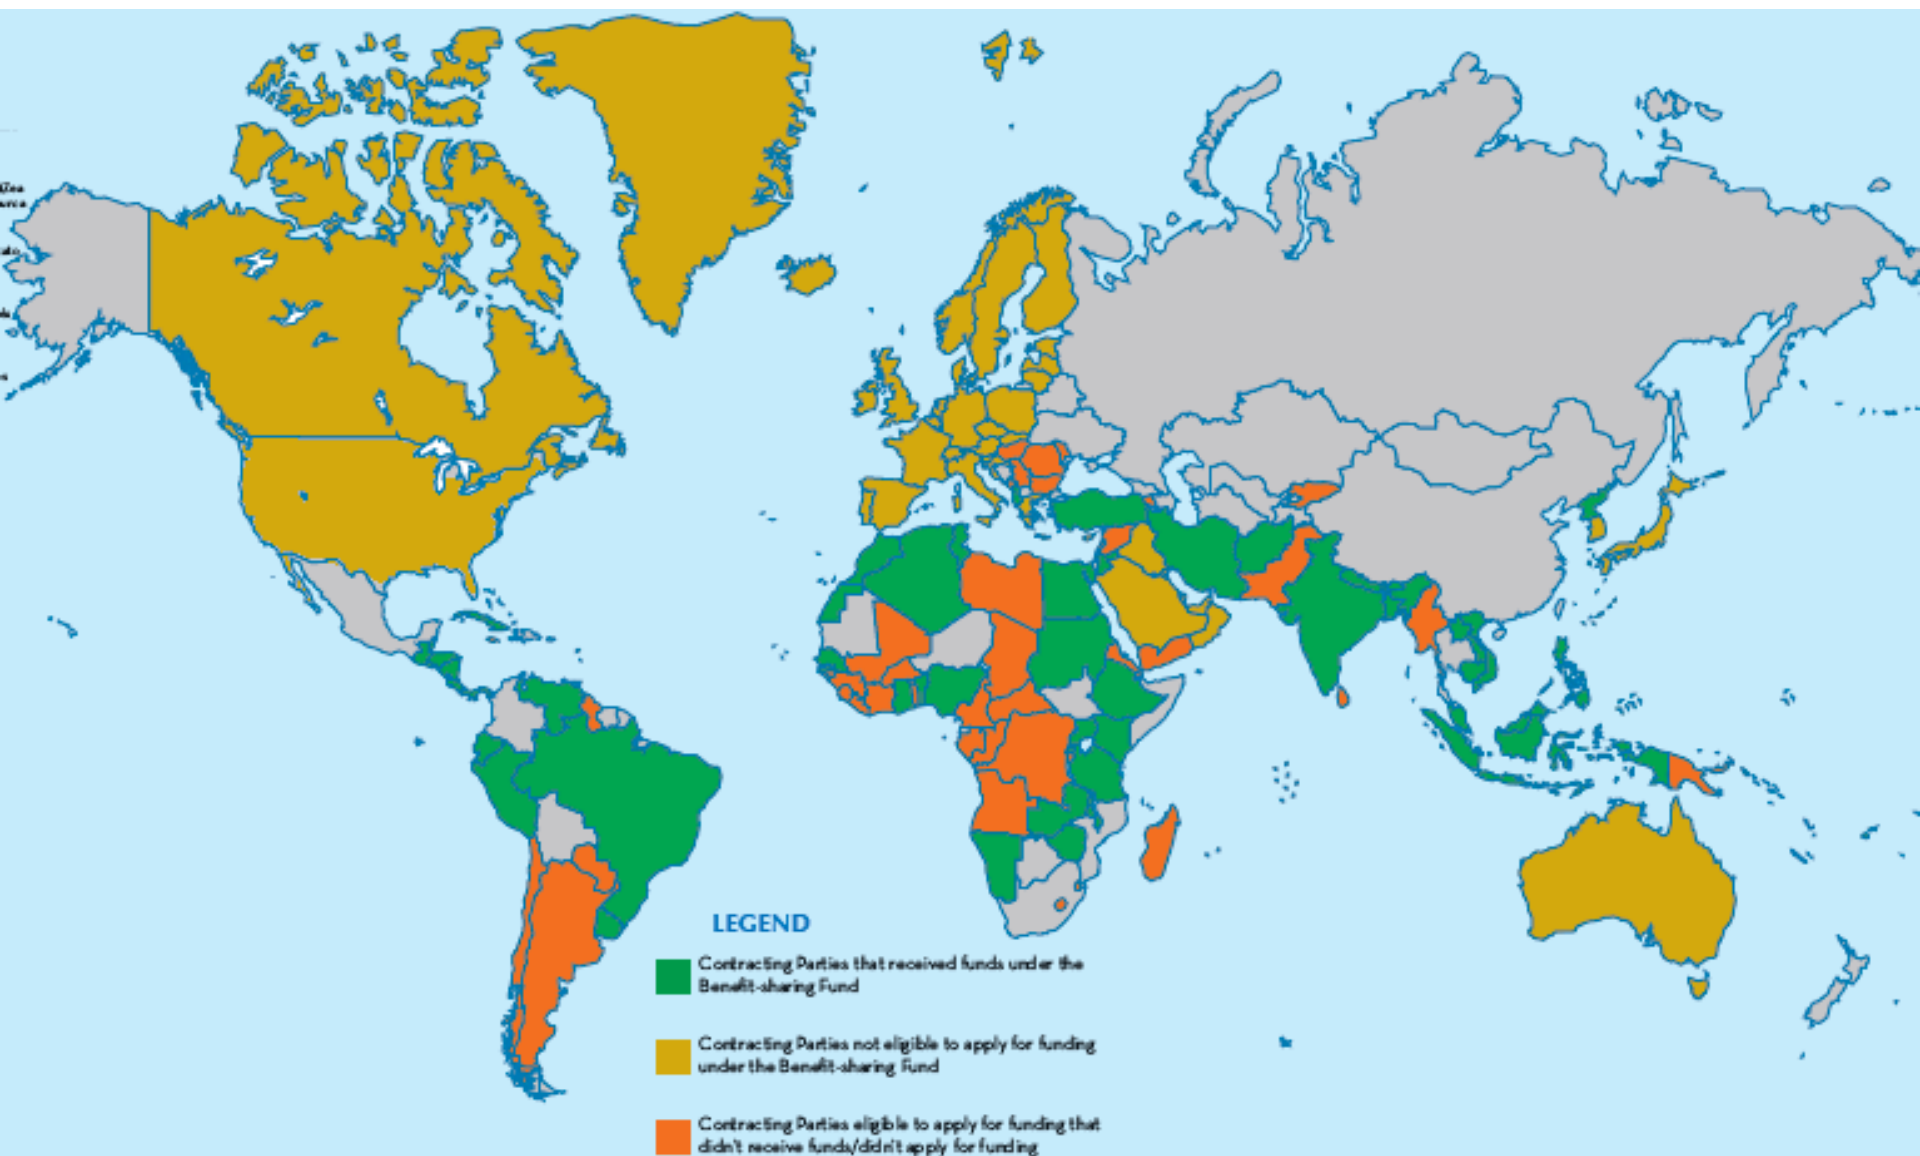 LEGEND
Contracting Parties that received funds under the
Benefit-sharing Fund
Contracting Parties not eligible to apply for funding
under the Benefit-sharing Fund
Contracting Parties eligible to apply for funding that
didn't receive funds/didn't apply for funding